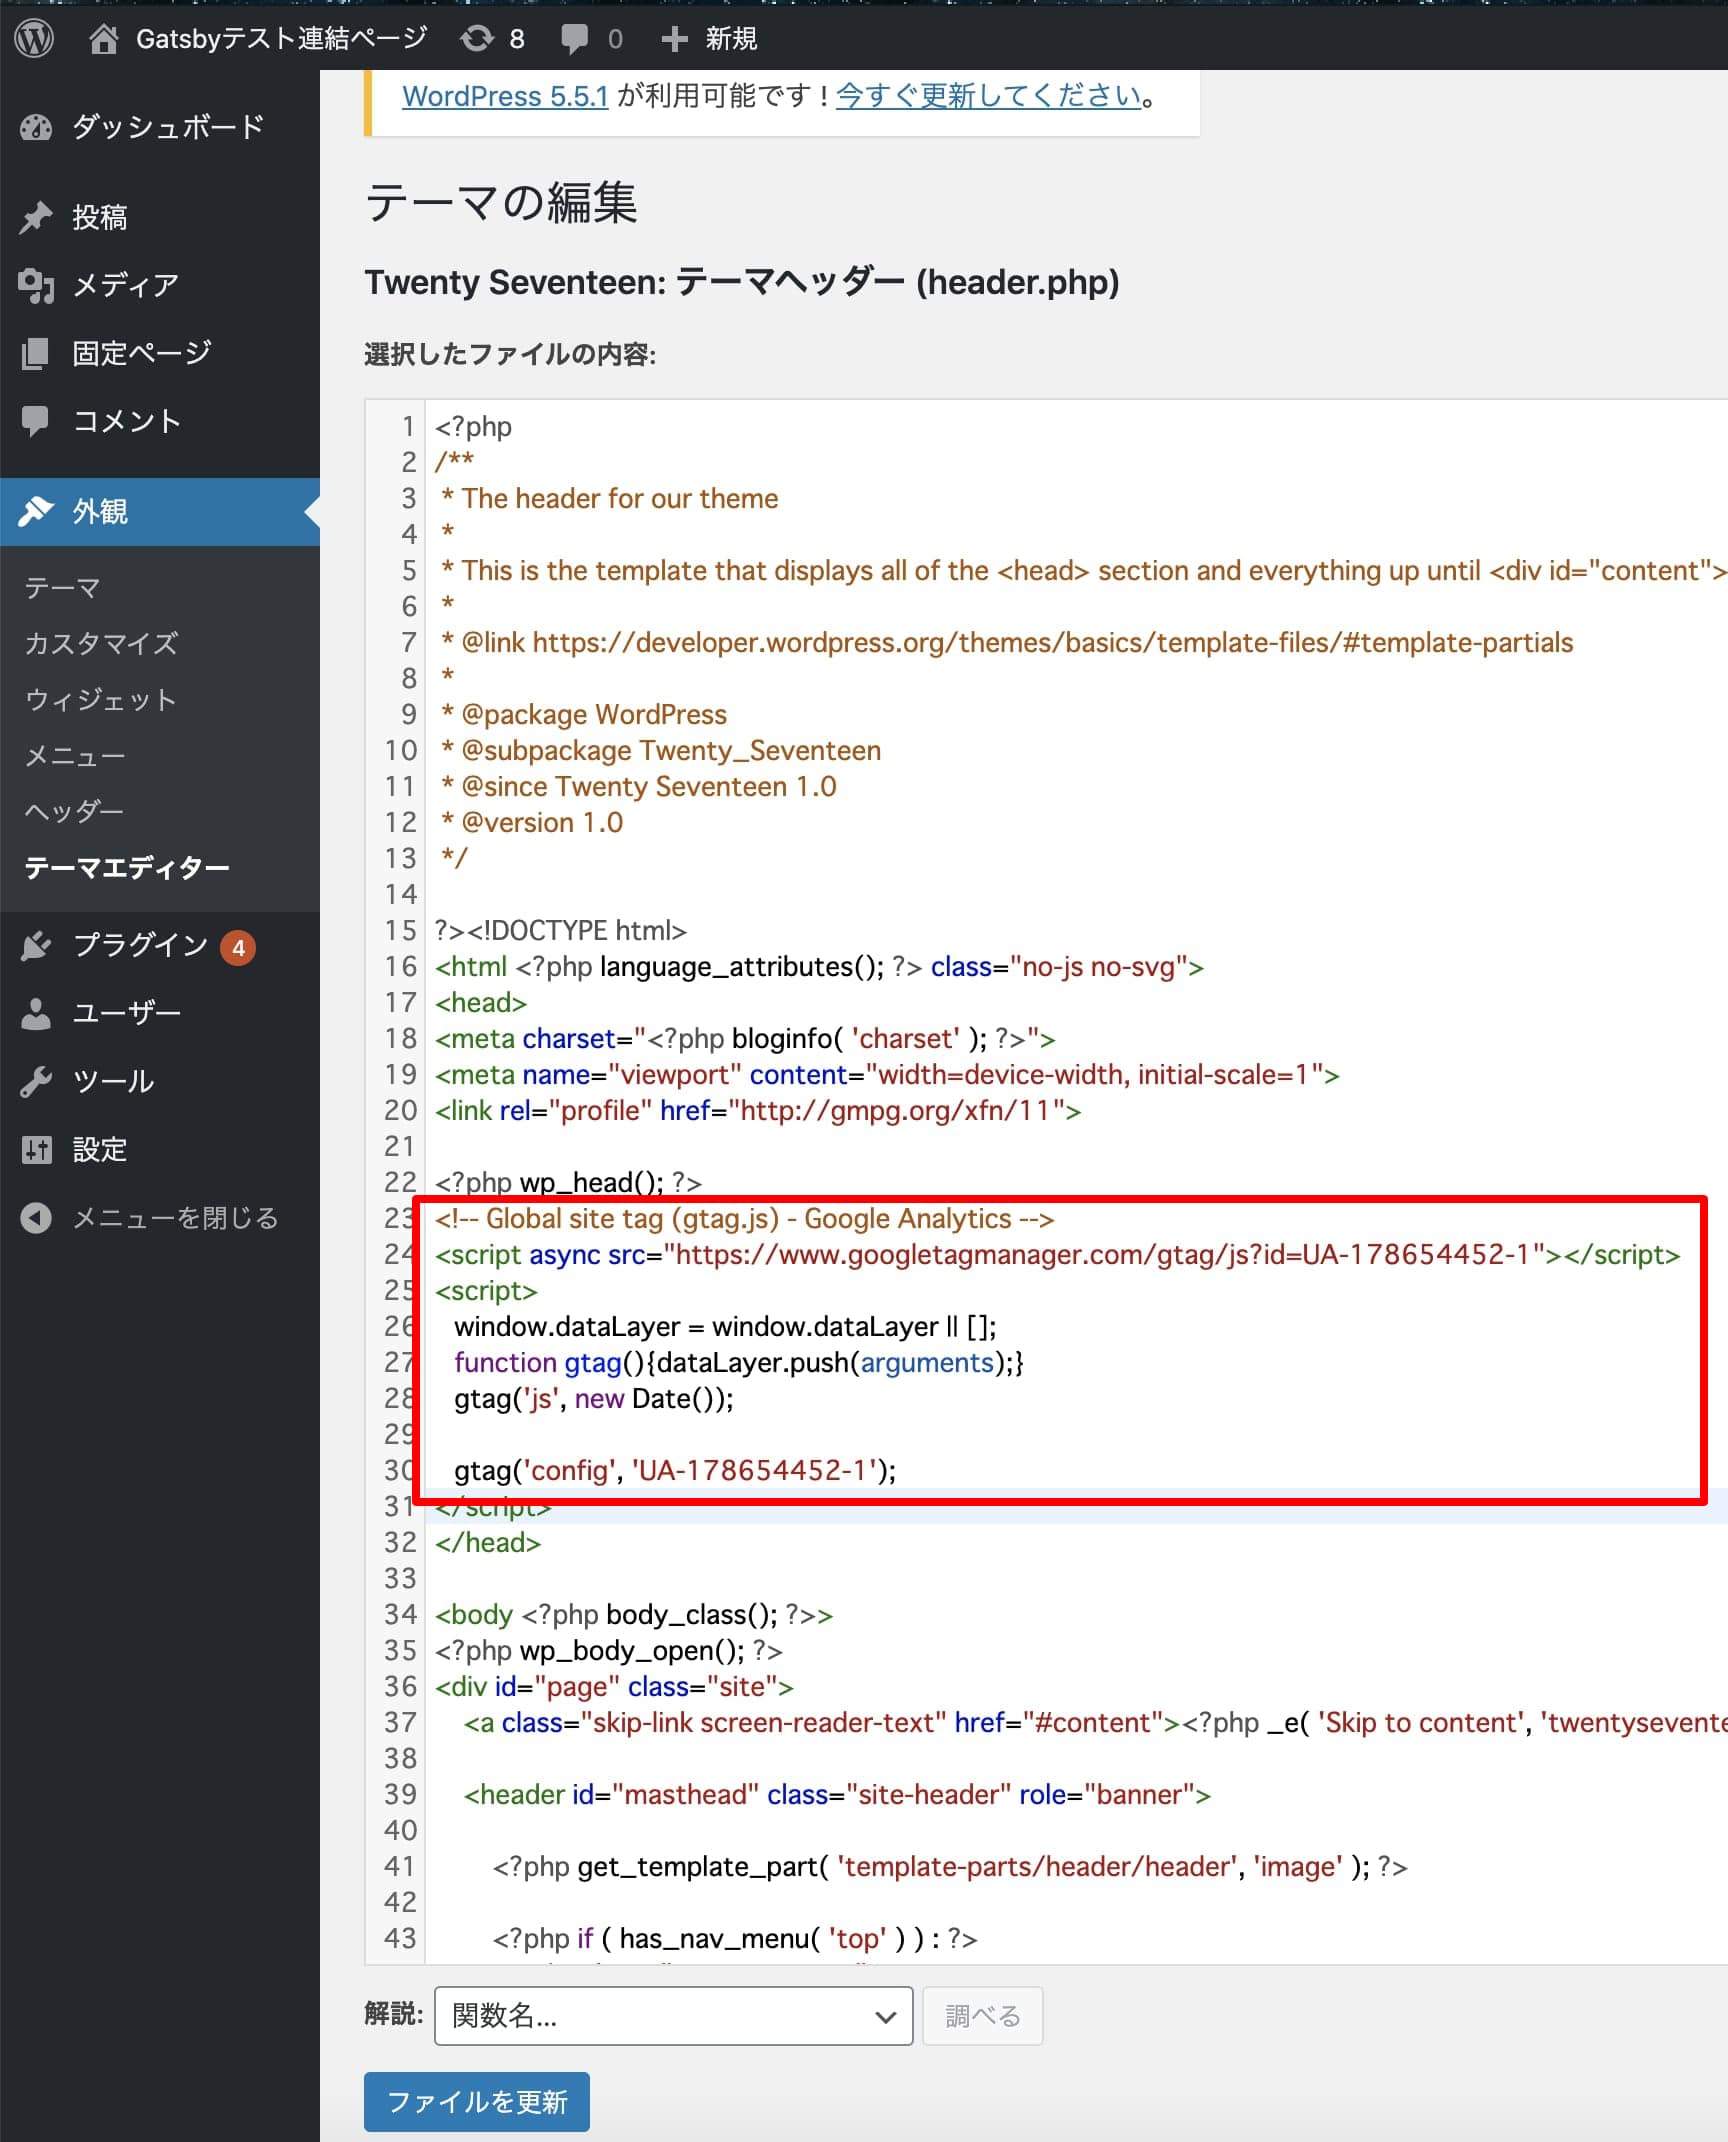 Gatsbyテスト連結ページ 8 0 新規
WordPress 5.5.1 が利用可能です ! 今すぐ更新してください。
ダッシュボード
投稿
メディア
固定ページ
コメント
外観
テーマ
カスタマイズ
ウィジェット
メニュー
ヘッダー
テーマエディター
プラグイン 4
ユーザー
ツール
設定
メニューを閉じる
テーマの編集
Twenty Seventeen: テーマヘッダー (header.php)
選択したファイルの内容:
1 <?php
2 /**
3 * The header for our theme
4 *
5 * This is the template that displays all of the <head> section and everything up until <div id="content">
6 *
7 * @link https://developer.wordpress.org/themes/basics/template-files/#template-partials
8 *
9 * @package WordPress
10 * @subpackage Twenty_Seventeen
11 * @since Twenty Seventeen 1.0
12 * @version 1.0
13 */
14
15 ?><!DOCTYPE html>
16 <html <?php language_attributes(); ?> class="no-js no-svg">
17 <head>
18 <meta charset="<?php bloginfo( 'charset' ); ?>">
19 <meta name="viewport" content="width=device-width, initial-scale=1">
20 <link rel="profile" href="http://gmpg.org/xfn/11">
21
22 <?php wp_head(); ?>
23 <!-- Global site tag (gtag.js) - Google Analytics -->
24 <script async src="https://www.googletagmanager.com/gtag/js?id=UA-178654452-1"></script>
25 <script>
26 window.dataLayer = window.dataLayer || [];
27 function gtag(){dataLayer.push(arguments);}
28 gtag('js', new Date());
29
30 gtag('config', 'UA-178654452-1');
31 </script>
32 </head>
33
34 <body <?php body_class(); ?>>
35 <?php wp_body_open(); ?>
36 <div id="page" class="site">
37 <a class="skip-link screen-reader-text" href="#content"><?php _e( 'Skip to content', 'twentysevente
38
39 <header id="masthead" class="site-header" role="banner">
40
41 <?php get_template_part( 'template-parts/header/header', 'image' ); ?>
42
43 <?php if ( has_nav_menu( 'top' ) ) : ?>
解説: 関数名... 調べる
ファイルを更新